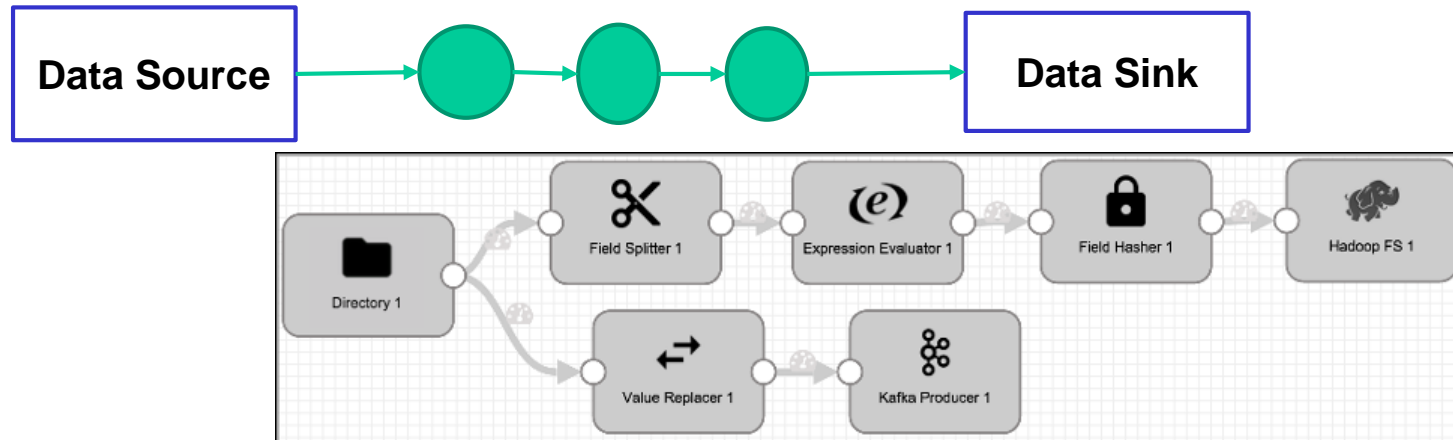 Data Source
Data Sink
Field Splitter 1
Expression Evaluator 1
Field Hasher 1
Hadoop FS 1
Directory 1
Value Replacer 1
Kafka Producer 1